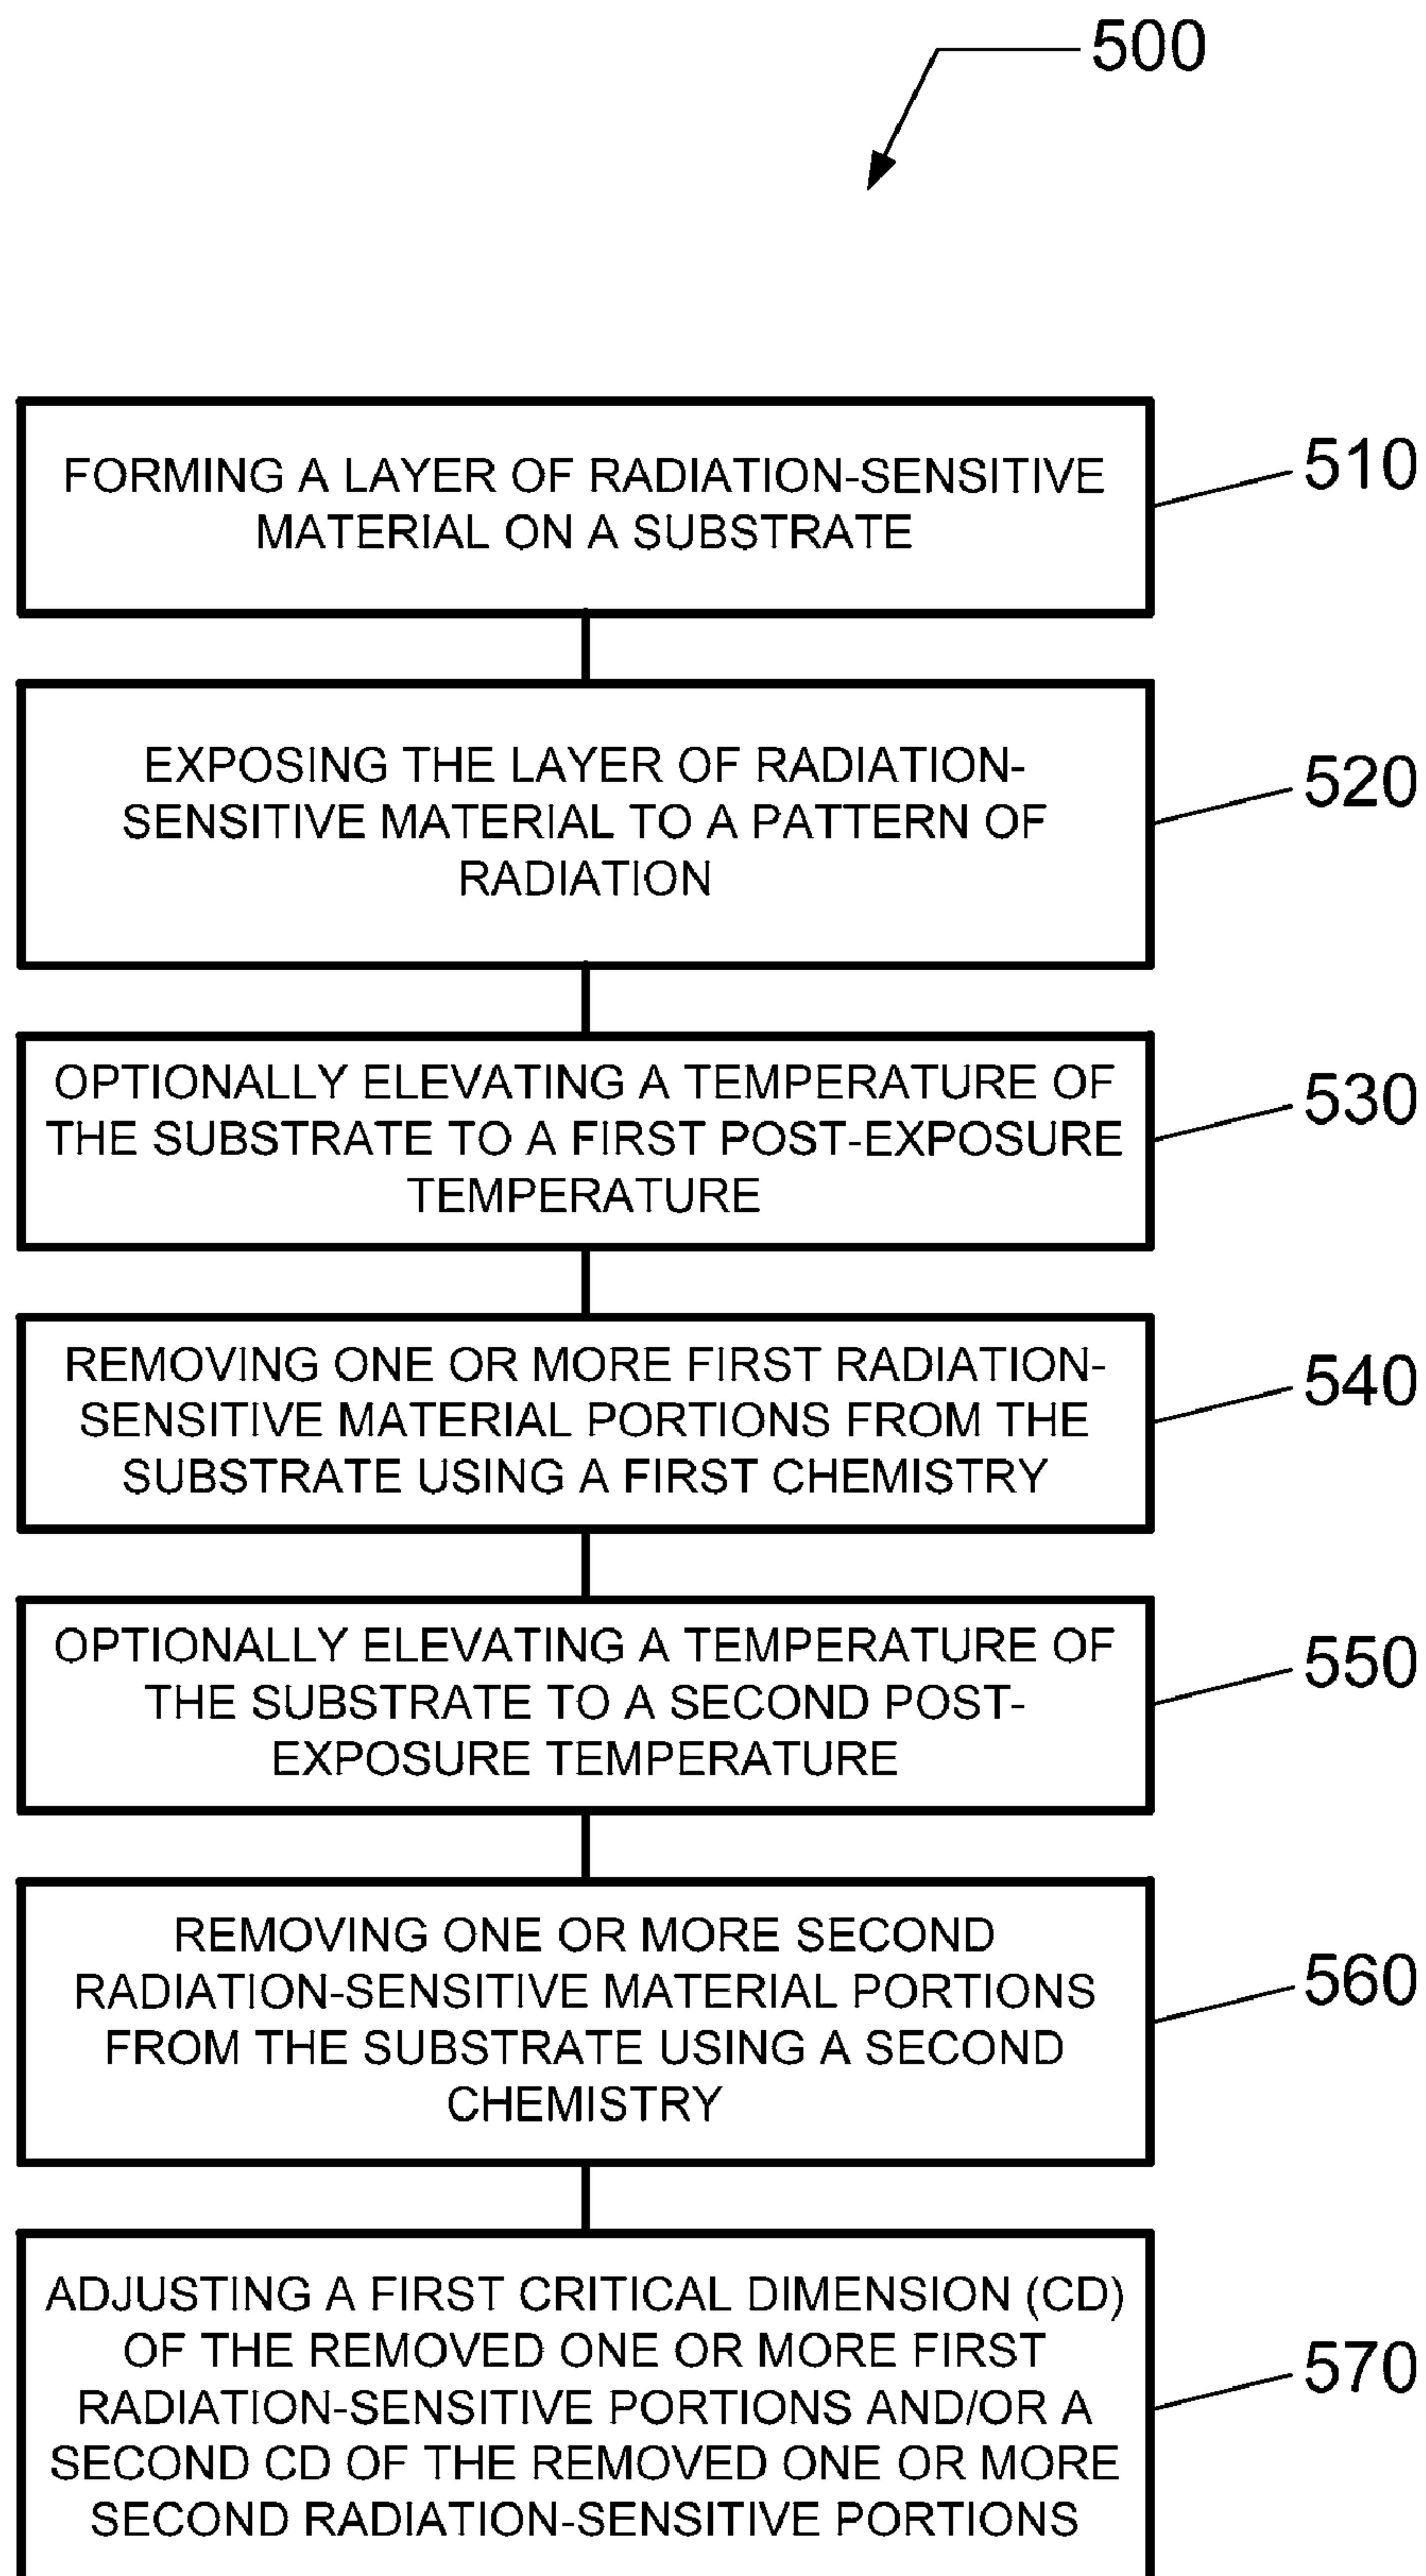 500
FORMING A LAYER OF RADIATION-SENSITIVE
MATERIAL ON A SUBSTRATE
510
EXPOSING THE LAYER OF RADIATION-
SENSITIVE MATERIAL TO A PATTERN OF
RADIATION
520
OPTIONALLY ELEVATING A TEMPERATURE OF
THE SUBSTRATE TO A FIRST POST-EXPOSURE
TEMPERATURE
530
REMOVING ONE OR MORE FIRST RADIATION-
SENSITIVE MATERIAL PORTIONS FROM THE
SUBSTRATE USING A FIRST CHEMISTRY
540
OPTIONALLY ELEVATING A TEMPERATURE OF
THE SUBSTRATE TO A SECOND POST-
EXPOSURE TEMPERATURE
550
REMOVING ONE OR MORE SECOND
RADIATION-SENSITIVE MATERIAL PORTIONS
FROM THE SUBSTRATE USING A SECOND
CHEMISTRY
560
ADJUSTING A FIRST CRITICAL DIMENSION (CD)
OF THE REMOVED ONE OR MORE FIRST
RADIATION-SENSITIVE PORTIONS AND/OR A
SECOND CD OF THE REMOVED ONE OR MORE
SECOND RADIATION-SENSITIVE PORTIONS
570